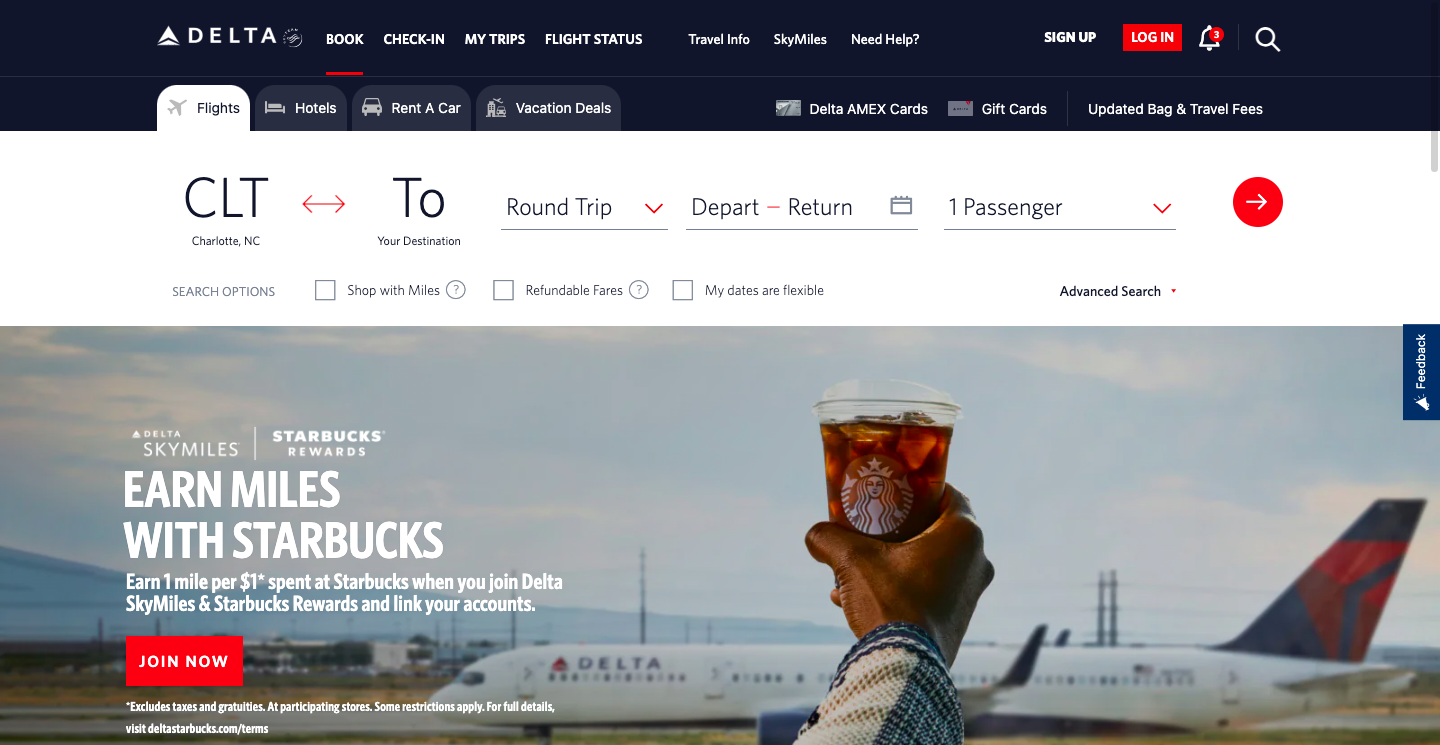 DELTA
BOOK CHECK-IN MY TRIPS FLIGHT STATUS Travel Info SkyMiles Need Help? SIGN UP LOG IN 3
Flights Hotels Rent A Car Vacation Deals Delta AMEX Cards Gift Cards Updated Bag & Travel Fees
CLT To Round Trip Depart — Return 1 Passenger
Charlotte, NC Your Destination
SEARCH OPTIONS Shop with Miles ? Refundable Fares ? My dates are flexible Advanced Search
Feedback
DELTA
SKYMILES
STARBUCKS®
REWARDS
EARN MILES
WITH STARBUCKS
Earn 1 mile per $1* spent at Starbucks when you join Delta
SkyMiles & Starbucks Rewards and link your accounts.
JOIN NOW
DELTA
*Excludes taxes and gratuities. At participating stores. Some restrictions apply. For full details,
visit deltastarbucks.com/terms